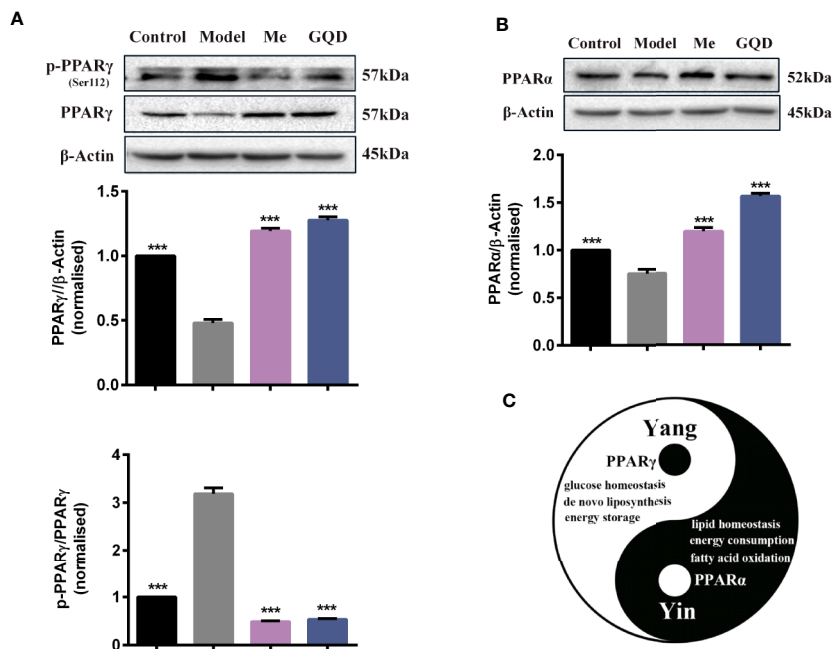 A
Control Model Me GQD
p-PPARγ
(Ser112)
57kDa
PPARγ
57kDa
β-Actin
45kDa
1.5
1.0
0.5
0.0
PPARγ//β-Actin
(normalised)
***
***
***
4
3
2
1
0
p-PPARγ/PPARγ
(normalised)
***
***
***
B
Control Model Me GQD
PPARα
52kDa
β-Actin
45kDa
2.0
1.5
1.0
0.5
0.0
PPARα/β-Actin
(normalised)
***
***
***
C
Yang
PPARγ
glucose homeostasis
de novo liposynthesis
energy storage
lipid homeostasis
energy consumption
fatty acid oxidation
PPARα
Yin